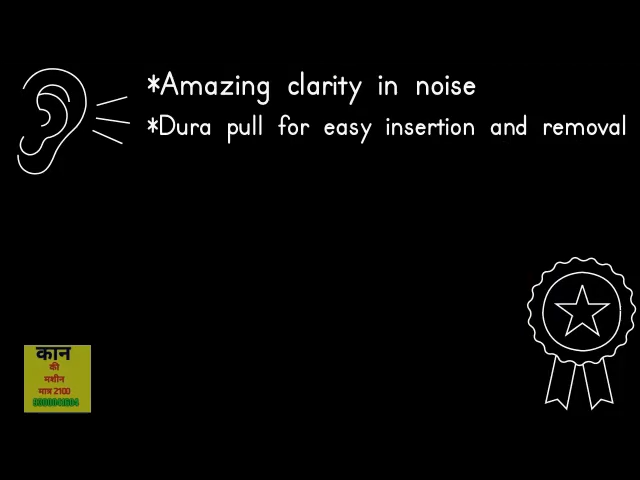 *Amazing clarity in noise
*Dura pull for easy insertion and removal
कान
की
मशीन
मात्र 2100